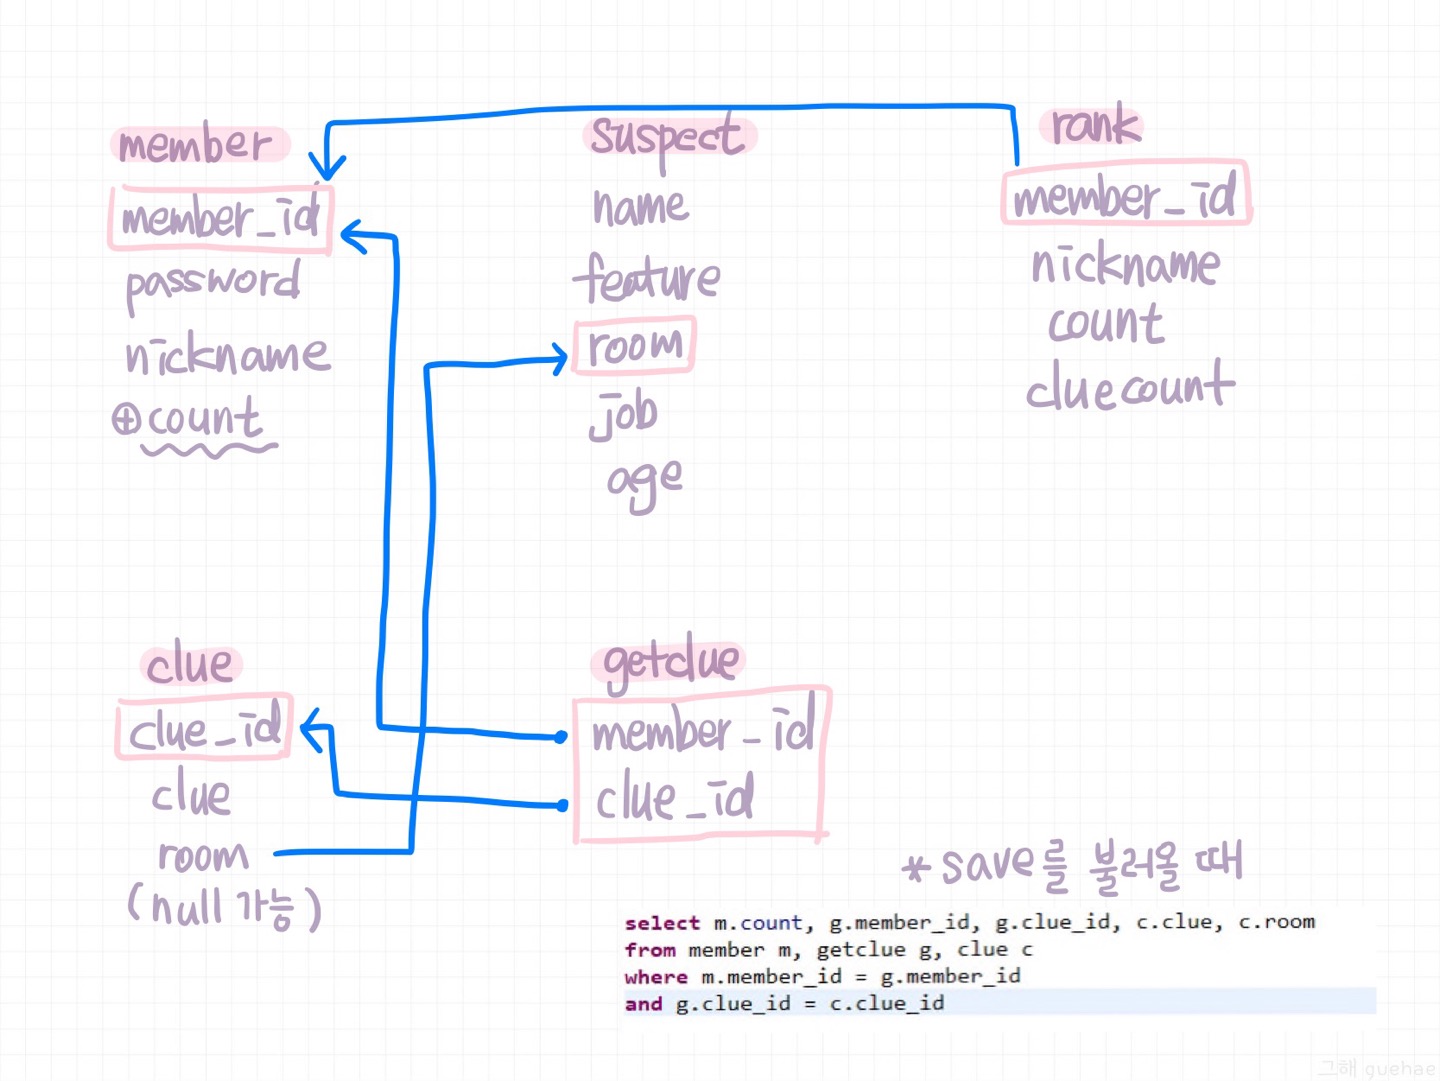 member
member_id
password
nickname
⊕count
suspect
name
feature
room
job
age
rank
member_id
nickname
count
cluecount
clue
clue_id
clue
room
(null 가능)
getclue
member_id
clue_id
*save를 불러올 때
select m.count, g.member_id, g.clue_id, c.clue, c.room
from member m, getclue g, clue c
where m.member_id = g.member_id
and g.clue_id = c.clue_id
그해 guehae